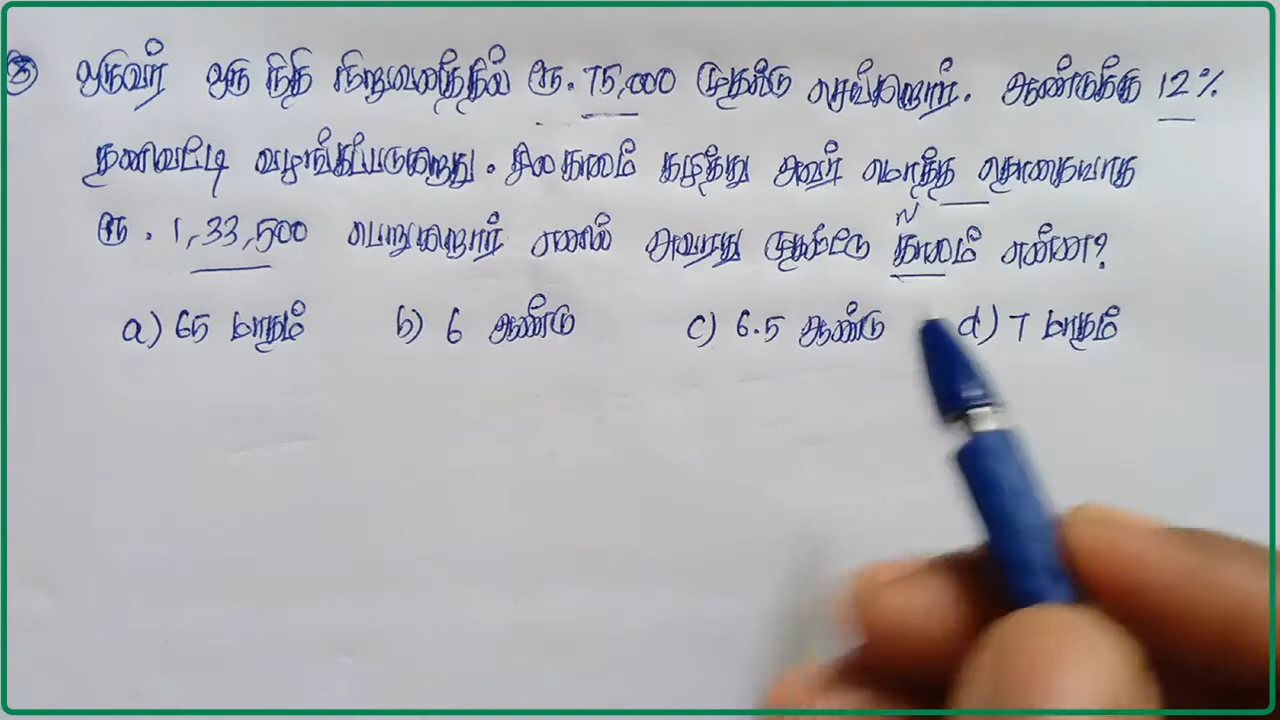 ③ ஒருவர் ஒரு நிதி நிறுவனத்தில் ரூ. 75,000 முதலீடு செய்கிறார். ஆண்டுக்கு 12%
தனிவட்டி வழங்கப்படுகிறது. சில காலம் கழித்து அவர் மொத்த தொகையாக
ரூ. 1,33,500 பெறுகிறார் எனில் அவரது முதலீட்டு காலம் என்ன?
a) 65 மாதம் b) 6 ஆண்டு c) 6.5 ஆண்டு d) 7 மாதம்